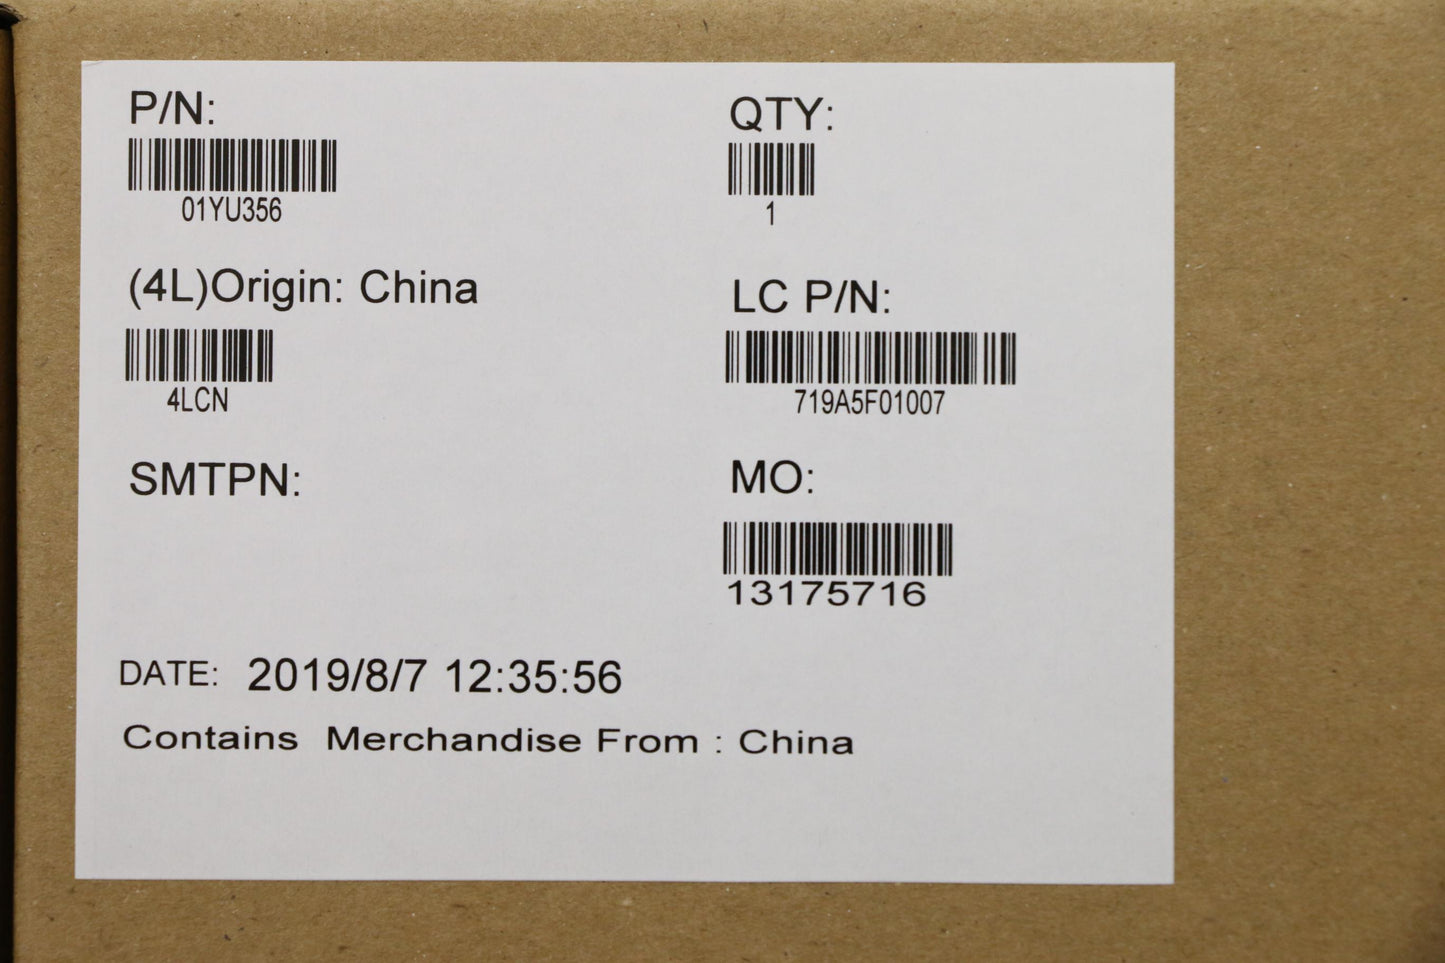 P/N:
01YU356
QTY:
1
(4L)Origin: China
4LCN
LC P/N:
719A5F01007
SMTPN:
MO:
13175716
DATE: 2019/8/7 12:35:56
Contains Merchandise From : China